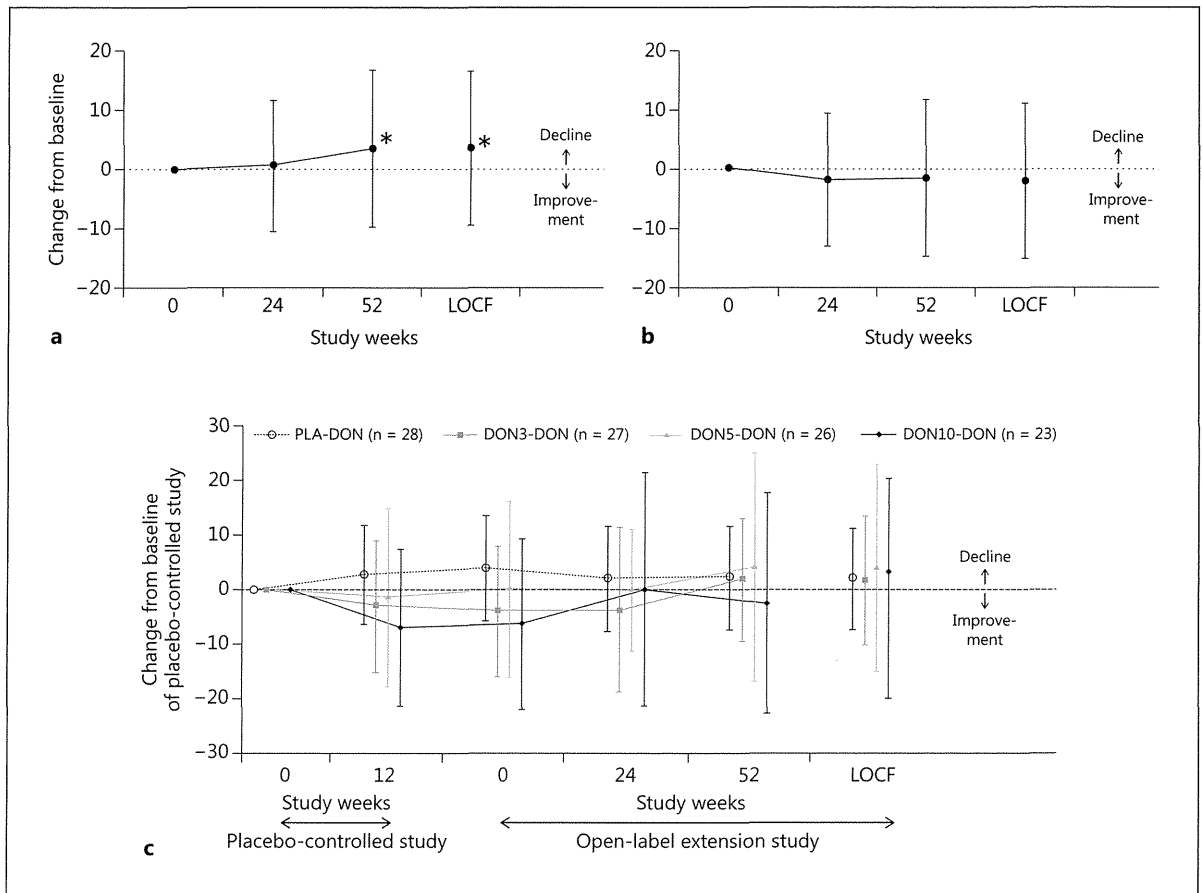 20
10
0
−10
−20
Change from baseline
*
*
Decline
Improve-
ment
0 24 52 LOCF
Study weeks
a
20
10
0
−10
−20
Decline
Improve-
ment
0 24 52 LOCF
Study weeks
b
30
20
10
0
−10
−20
−30
Change from baseline
of placebo-controlled study
PLA-DON (n = 28) DON3-DON (n = 27) DON5-DON (n = 26) DON10-DON (n = 23)
Decline
Improve-
ment
0 12 0 24 52 LOCF
Study weeks Study weeks
Placebo-controlled study Open-label extension study
c